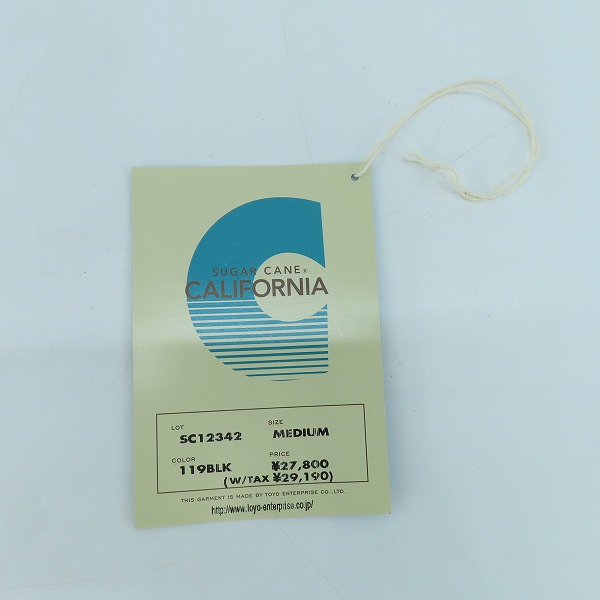 SUGAR CANE®
CALIFORNIA
LOT SIZE
SC12342 MEDIUM
COLOR PRICE
119BLK ¥27,800
(W/TAX ¥29,190)
THIS GARMENT IS MADE BY TOYO ENTERPRISE CO.,LTD.
http://www.toyo-enterprise.co.jp/